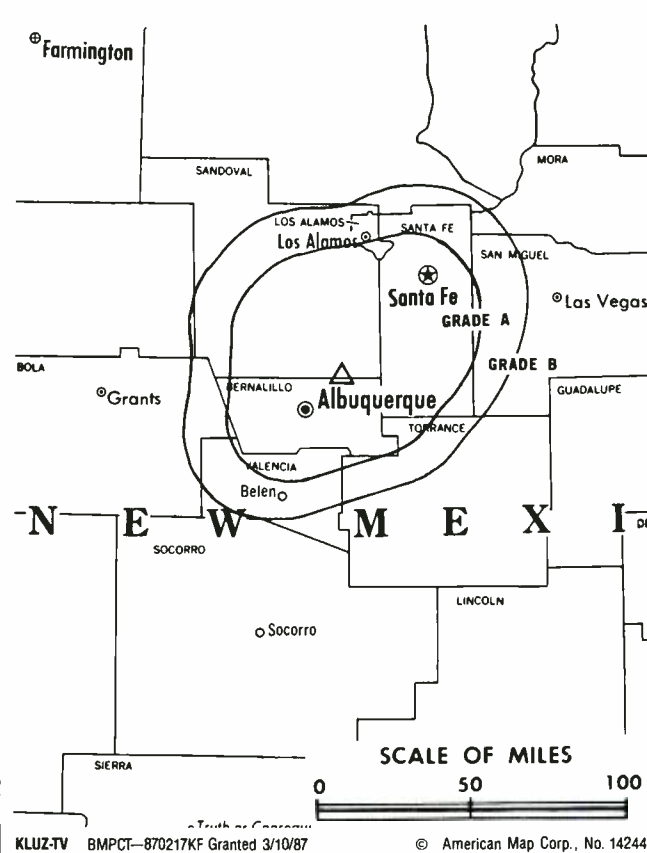 Farmington
SANDOVAL
MORA
LOS ALAMOS
Los Alamos
SANTA FE
SAN MIGUEL
Santa Fe
Las Vegas
GRADE A
GRADE B
BOLA
GUADALUPE
BERNALILLO
Grants
Albuquerque
TORRANCE
VALENCIA
Belen
N E W M E X I
DE
SOCORRO
LINCOLN
Socorro
SCALE OF MILES
SIERRA
0 50 100
KLUZ-TV BMPCT—870217KF Granted 3/10/87 © American Map Corp., No. 14244